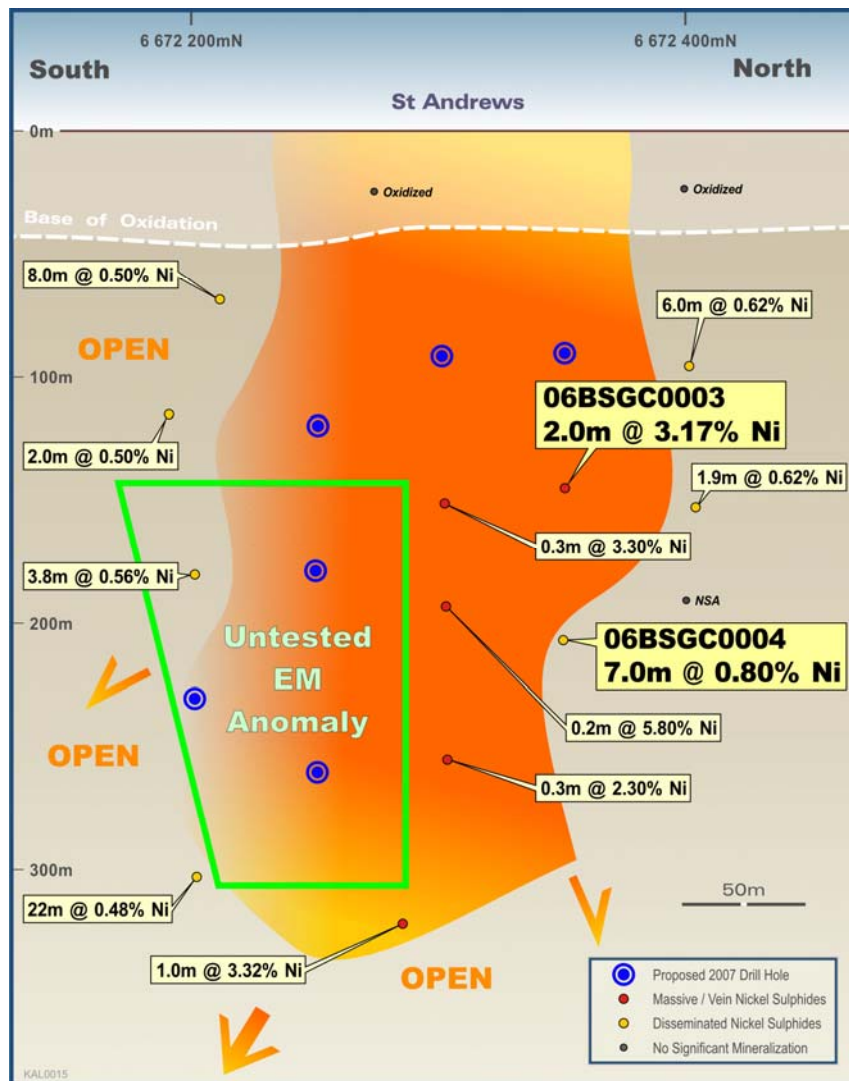 6 672 200mN
6 672 400mN
South
North
St Andrews
0m
Oxidized
Oxidized
Base of Oxidation
8.0m @ 0.50% Ni
6.0m @ 0.62% Ni
OPEN
100m
06BSGC0003
2.0m @ 3.17% Ni
2.0m @ 0.50% Ni
1.9m @ 0.62% Ni
0.3m @ 3.30% Ni
3.8m @ 0.56% Ni
NSA
200m
Untested
EM
Anomaly
06BSGC0004
7.0m @ 0.80% Ni
0.2m @ 5.80% Ni
OPEN
0.3m @ 2.30% Ni
300m
50m
22m @ 0.48% Ni
1.0m @ 3.32% Ni
OPEN
Proposed 2007 Drill Hole
Massive / Vein Nickel Sulphides
Disseminated Nickel Sulphides
No Significant Mineralization
KAL0015